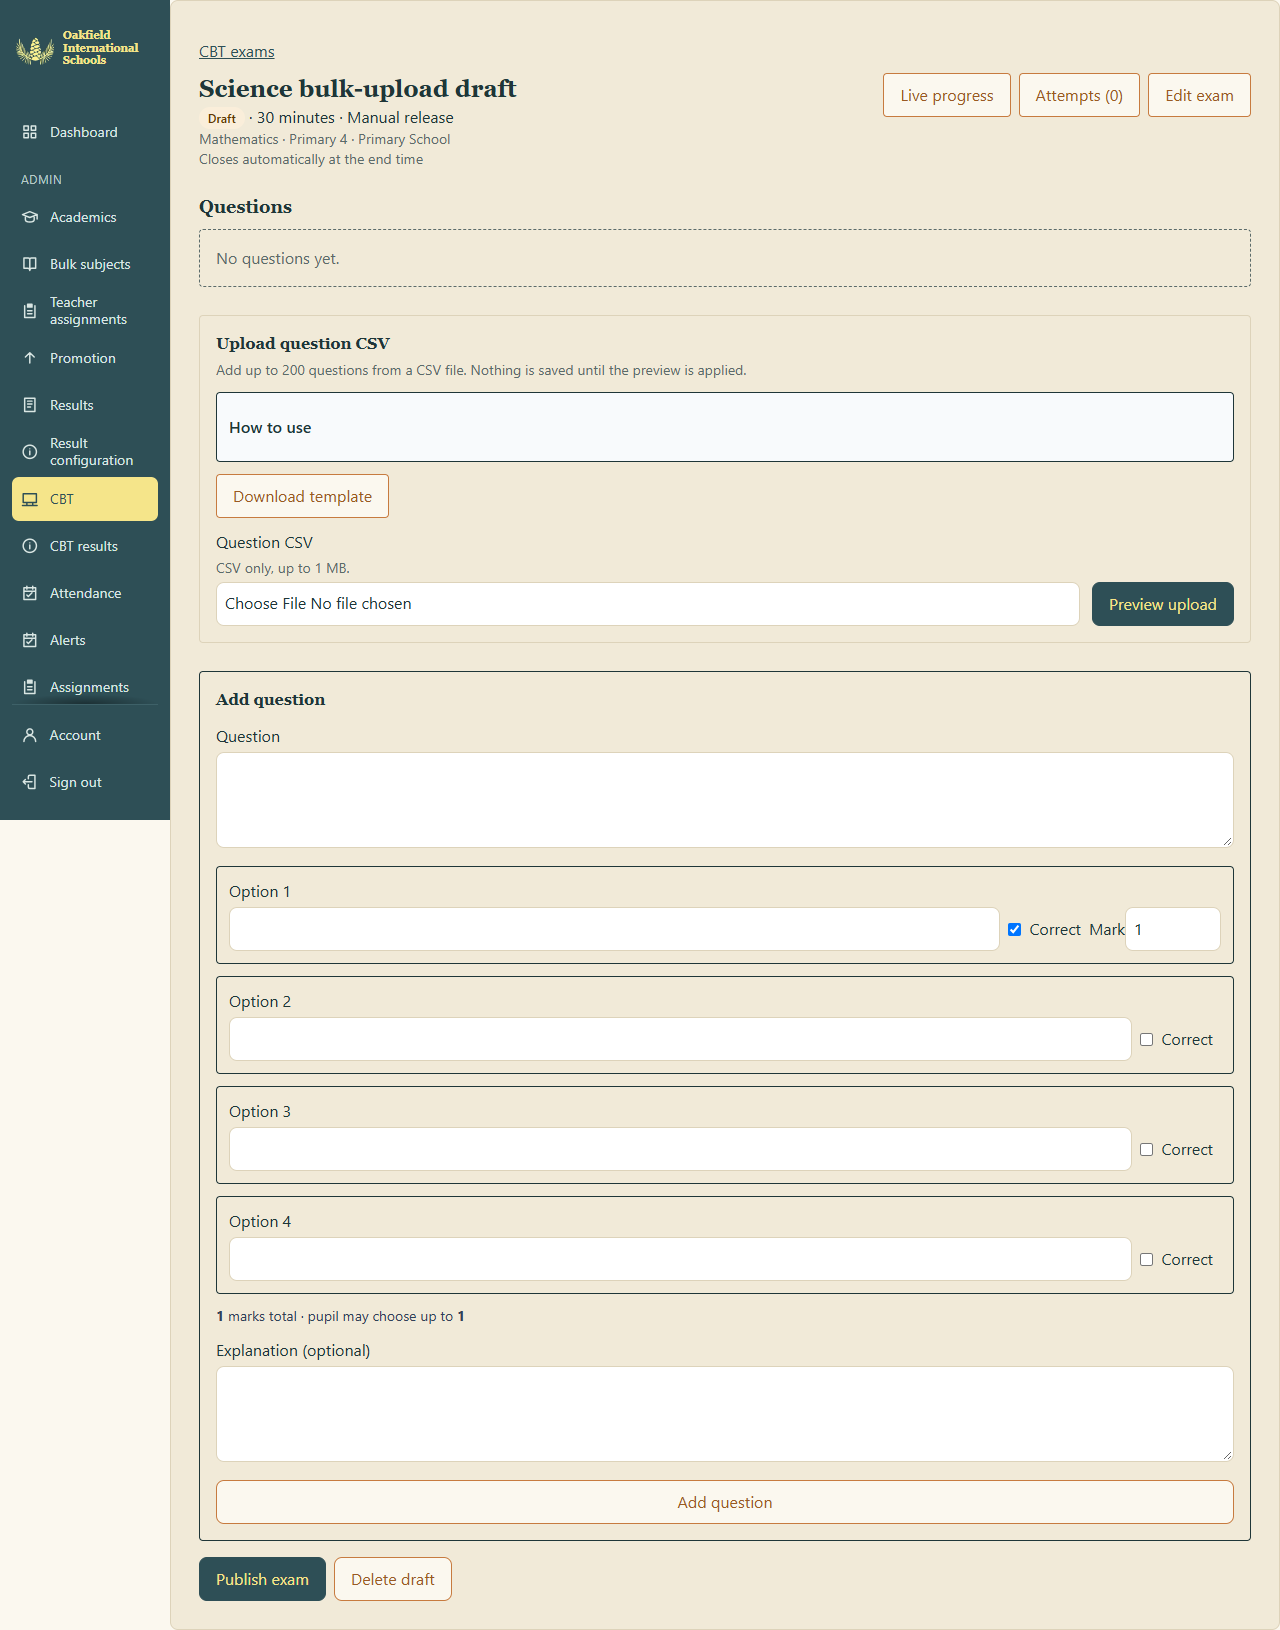 Oakfield
International
Schools
Dashboard
ADMIN
Academics
Bulk subjects
Teacher
assignments
Promotion
Results
Result
configuration
CBT
CBT results
Attendance
Alerts
Assignments
Account
Sign out
CBT exams
Science bulk-upload draft
Live progress
Attempts (0)
Edit exam
Draft · 30 minutes · Manual release
Mathematics · Primary 4 · Primary School
Closes automatically at the end time
Questions
No questions yet.
Upload question CSV
Add up to 200 questions from a CSV file. Nothing is saved until the preview is applied.
How to use
Download template
Question CSV
CSV only, up to 1 MB.
Choose File No file chosen
Preview upload
Add question
Question
Option 1
Correct Mark 1
Option 2
Correct
Option 3
Correct
Option 4
Correct
1 marks total · pupil may choose up to 1
Explanation (optional)
Add question
Publish exam
Delete draft